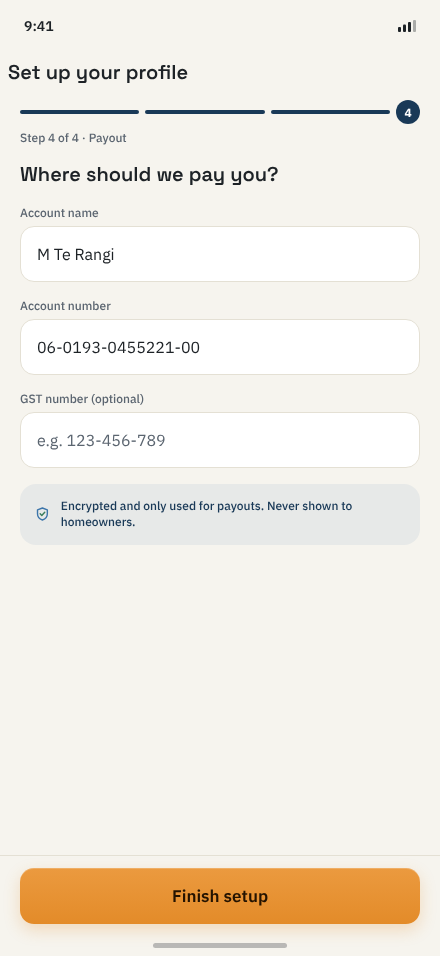 9:41
Set up your profile
4
Step 4 of 4 · Payout
Where should we pay you?
Account name
M Te Rangi
Account number
06-0193-0455221-00
GST number (optional)
e.g. 123-456-789
Encrypted and only used for payouts. Never shown to
homeowners.
Finish setup